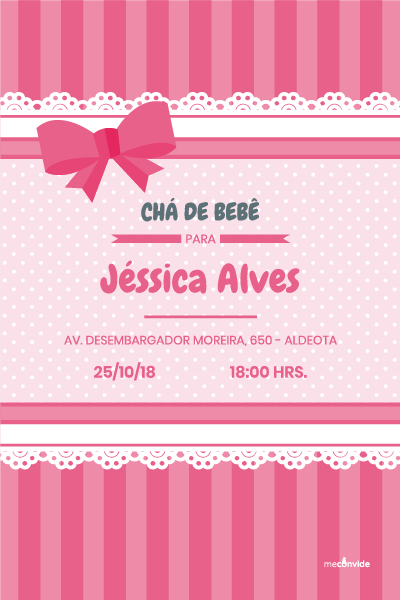 CHÁ DE BEBÊ
PARA
Jéssica Alves
AV. DESEMBARGADOR MOREIRA, 650 - ALDEOTA
25/10/18 18:00 HRS.
meconvide